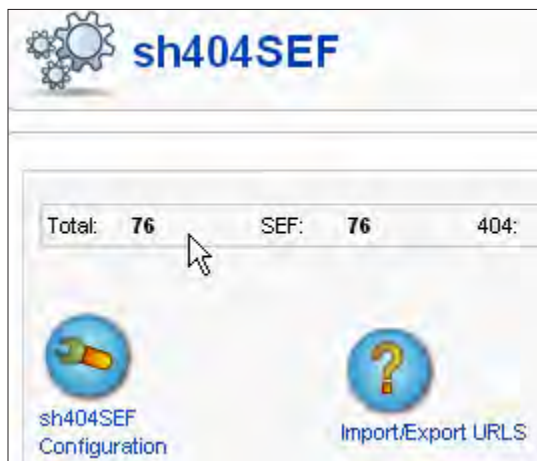 sh404SEF
Total: 76 SEF: 76 404:
sh404SEF
Configuration
Import/Export URLS